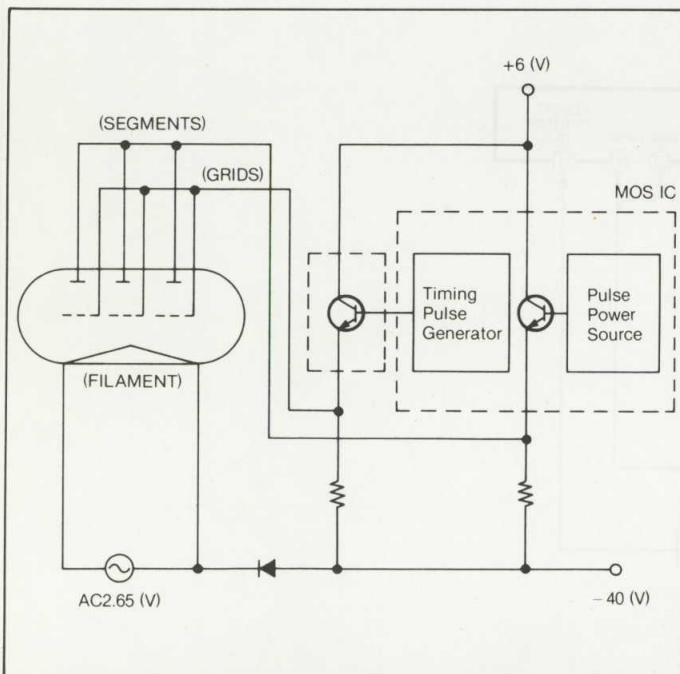 +6 (V)
(SEGMENTS)
(GRIDS)
MOS IC
Timing
Pulse
Generator
Pulse
Power
Source
(FILAMENT)
AC2.65 (V)
−40 (V)